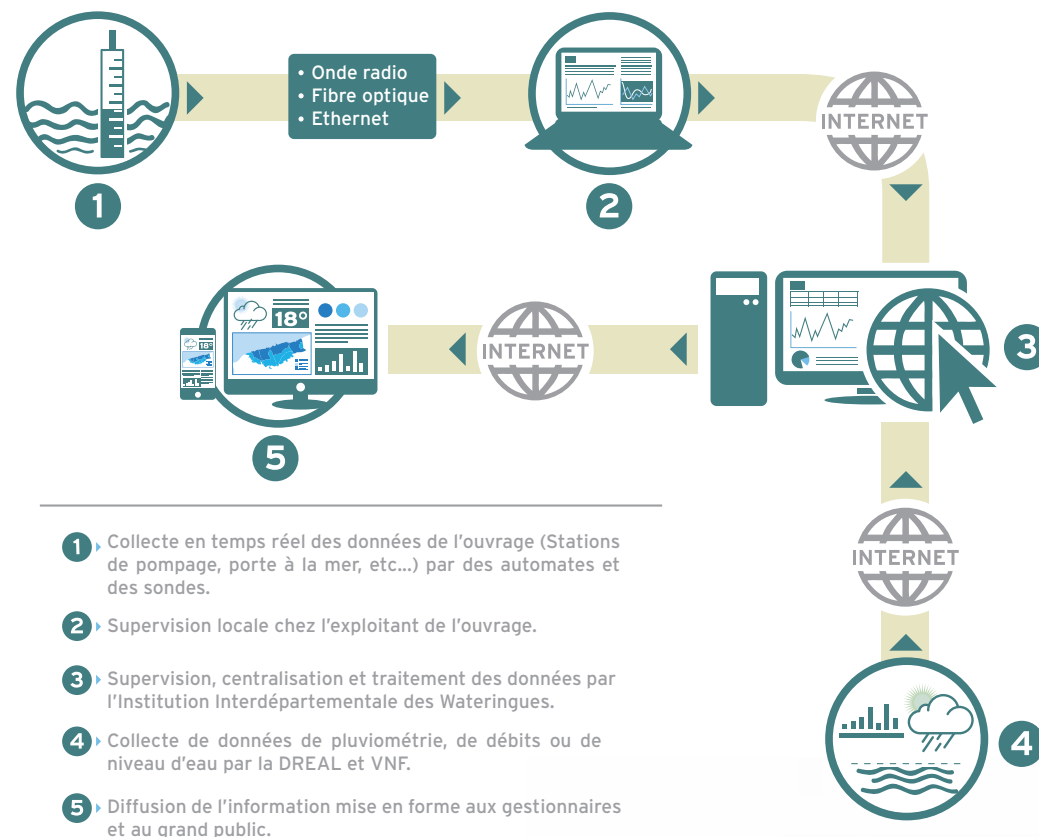 • Onde radio
• Fibre optique
• Ethernet
INTERNET
1
2
18°
18°
INTERNET
3
5
INTERNET
4
1 Collecte en temps réel des données de l'ouvrage (Stations
de pompage, porte à la mer, etc...) par des automates et
des sondes.
2 Supervision locale chez l'exploitant de l'ouvrage.
3 Supervision, centralisation et traitement des données par
l'Institution Interdépartementale des Wateringues.
4 Collecte de données de pluviométrie, de débits ou de
niveau d'eau par la DREAL et VNF.
5 Diffusion de l'information mise en forme aux gestionnaires
et au grand public.